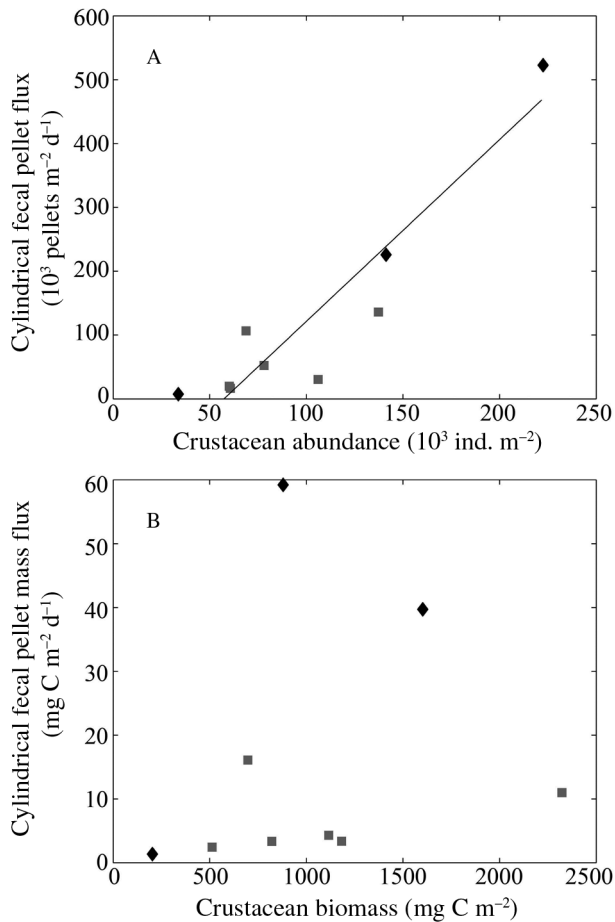 A
Cylindrical fecal pellet flux
(10³ pellets m⁻² d⁻¹)
600
500
400
300
200
100
0
0 50 100 150 200 250
Crustacean abundance (10³ ind. m⁻²)
B
Cylindrical fecal pellet mass flux
(mg C m⁻² d⁻¹)
60
50
40
30
20
10
0
0 500 1000 1500 2000 2500
Crustacean biomass (mg C m⁻²)